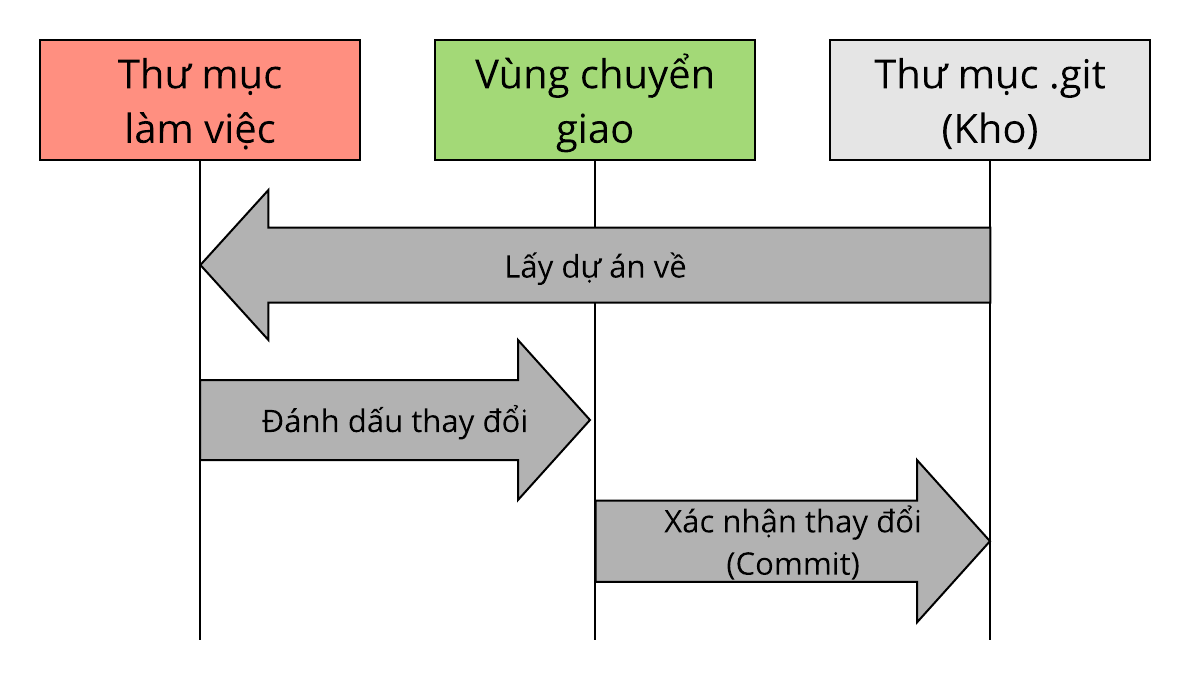 Thư mục
làm việc
Vùng chuyển
giao
Thư mục .git
(Kho)
Lấy dự án về
Đánh dấu thay đổi
Xác nhận thay đổi
(Commit)